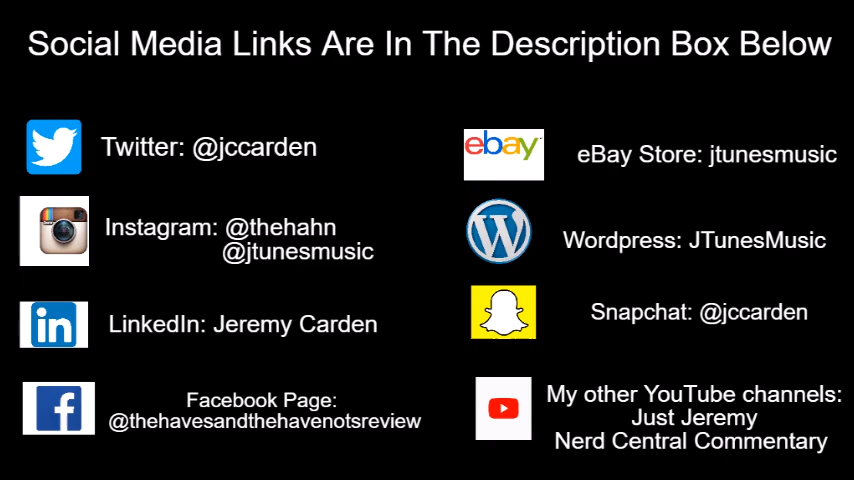 Social Media Links Are In The Description Box Below
Twitter: @jccarden
Instagram: @thehahn
@jtunesmusic
in LinkedIn: Jeremy Carden
f
Facebook Page:
@thehavesandthehavenotsreview
ebay eBay Store: jtunesmusic
W Wordpress: JTunesMusic
Snapchat: @jccarden
My other YouTube channels:
Just Jeremy
Nerd Central Commentary